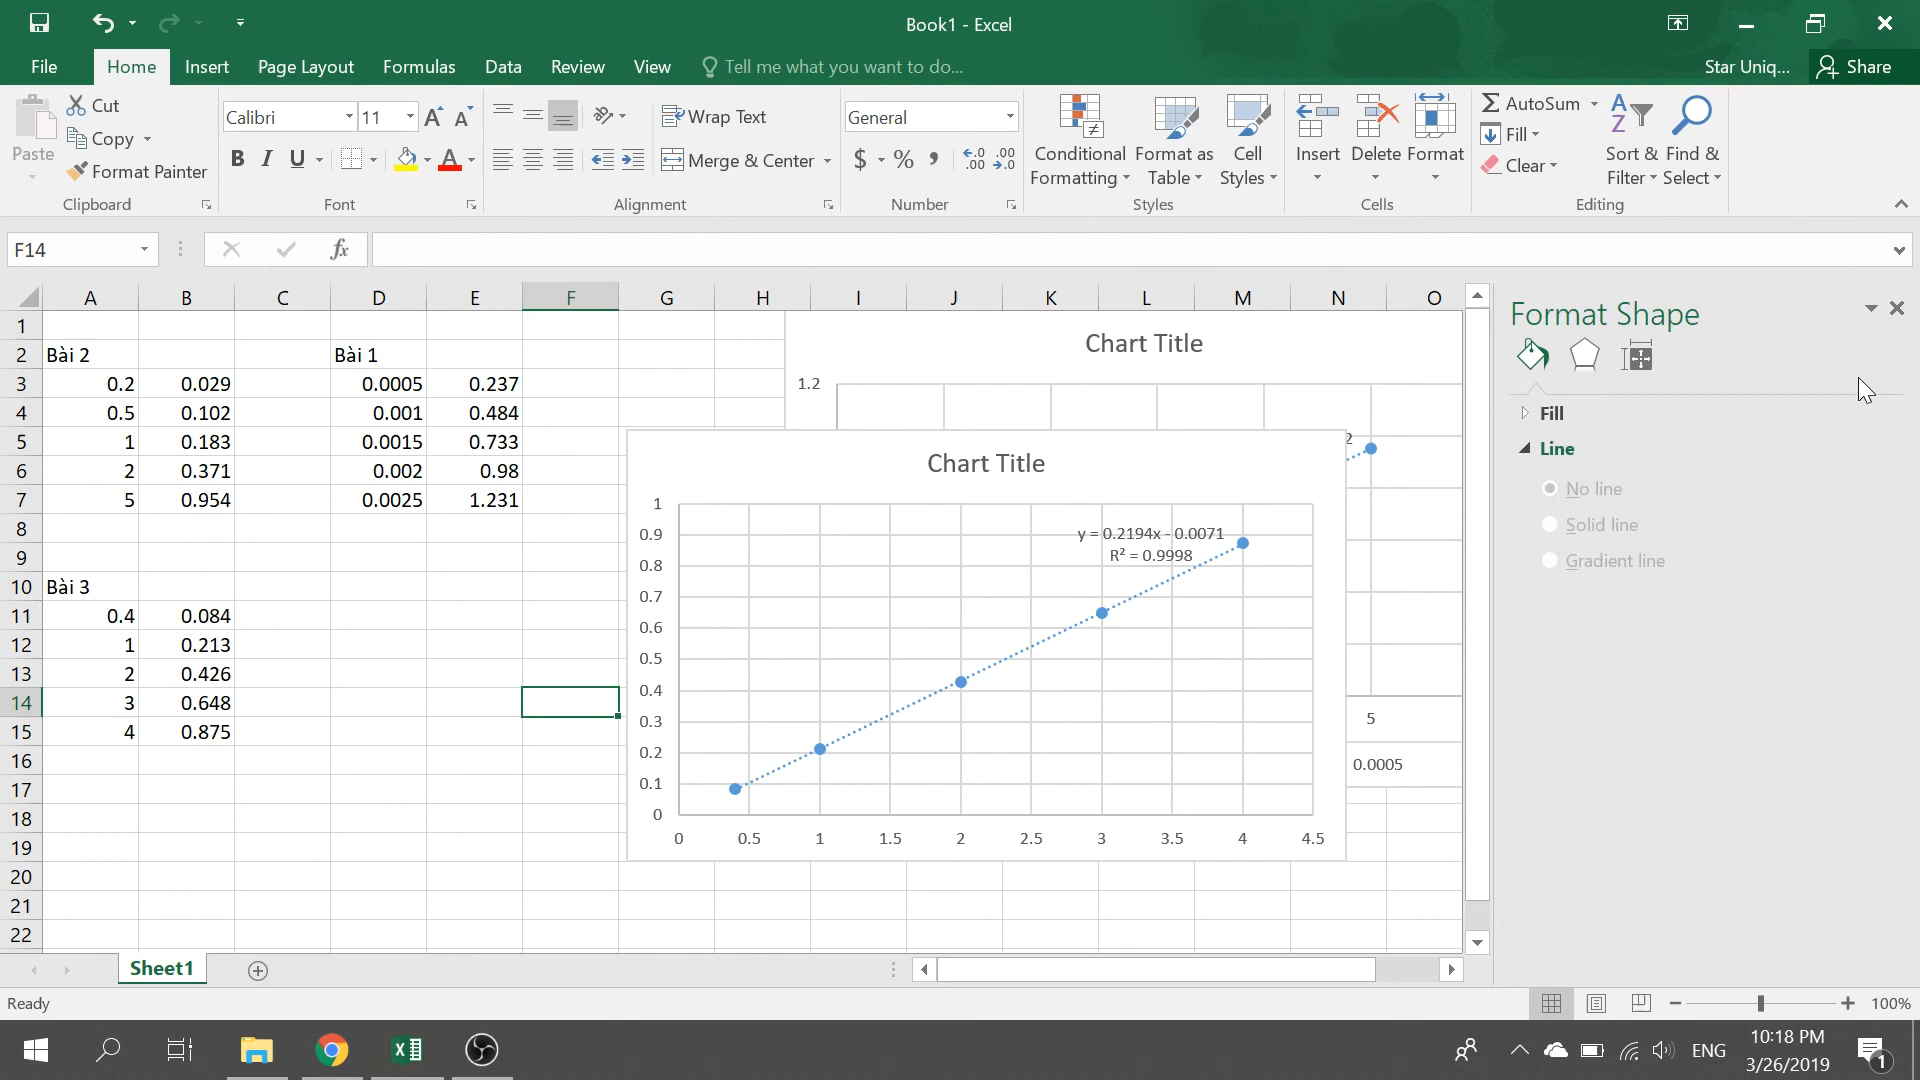 Book1 - Excel
File Home Insert Page Layout Formulas Data Review View Tell me what you want to do... Star Uniq... Share
Paste
Cut
Copy
Format Painter
Clipboard
Calibri 11
B I U A
Font
Wrap Text
Merge & Center
Alignment
General
$ % ,
Number
Conditional Formatting
Format as Table
Cell Styles
Styles
Insert Delete Format
Cells
AutoSum
Fill
Clear
Sort & Filter
Find & Select
Editing
F14 fx
A B C D E F G H I J K L M N O
1
2 Bài 2 Bài 1
3 0.2 0.029 0.0005 0.237
4 0.5 0.102 0.001 0.484
5 1 0.183 0.0015 0.733
6 2 0.371 0.002 0.98
7 5 0.954 0.0025 1.231
8
9
10 Bài 3
11 0.4 0.084
12 1 0.213
13 2 0.426
14 3 0.648
15 4 0.875
16
17
18
19
20
21
22
Chart Title
1.2
2
5
0.0005
Chart Title
y = 0.2194x - 0.0071
R² = 0.9998
1
0.9
0.8
0.7
0.6
0.5
0.4
0.3
0.2
0.1
0
0 0.5 1 1.5 2 2.5 3 3.5 4 4.5
Format Shape
Fill
Line
No line
Solid line
Gradient line
Sheet1
Ready
100%
ENG
10:18 PM
3/26/2019
1